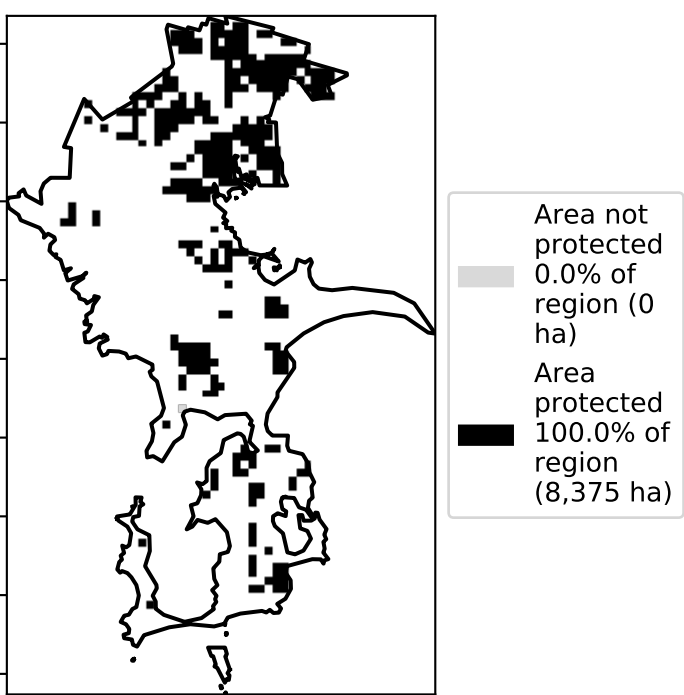 Area not
protected
0.0% of
region (0
ha)
Area
protected
100.0% of
region
(8,375 ha)